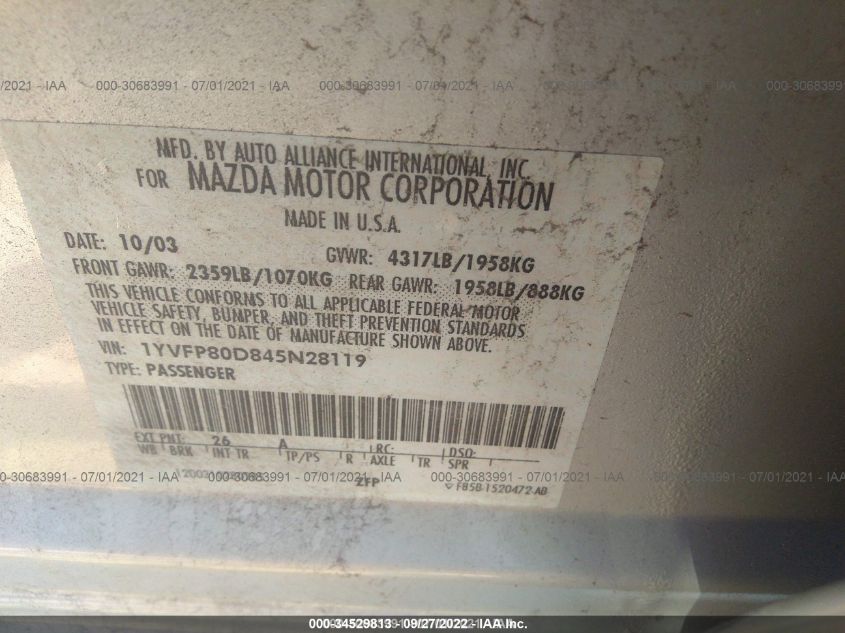 /2021 - IAA 000-30683991 - 07/01/2021 - IAA 000-30683991 - 07/01/2021 - IAA 000-30683991 - 07/01/20
MFD. BY AUTO ALLIANCE INTERNATIONAL, INC.
FOR MAZDA MOTOR CORPORATION
MADE IN U.S.A.
DATE: 10/03 GVWR: 4317LB/1958KG
FRONT GAWR: 2359LB/1070KG REAR GAWR: 1958LB/888KG
THIS VEHICLE CONFORMS TO ALL APPLICABLE FEDERAL MOTOR
VEHICLE SAFETY, BUMPER, AND THEFT PREVENTION STANDARDS
IN EFFECT ON THE DATE OF MANUFACTURE SHOWN ABOVE.
VIN: 1YVFP80D845N28119
TYPE: PASSENGER
EXT PNT: 26 A RC: DSO:
WB BRK INT TR TP/PS R AXLE TR SPR
ZFP F85B-1520472-AB
00-30683991 - 07/01/2021 - IAA 000-30683991 - 07/01/2021 - IAA 000-30683991 - 07/01/2021 - IAA
000-34529813 - 09/27/2022 - IAA Inc.